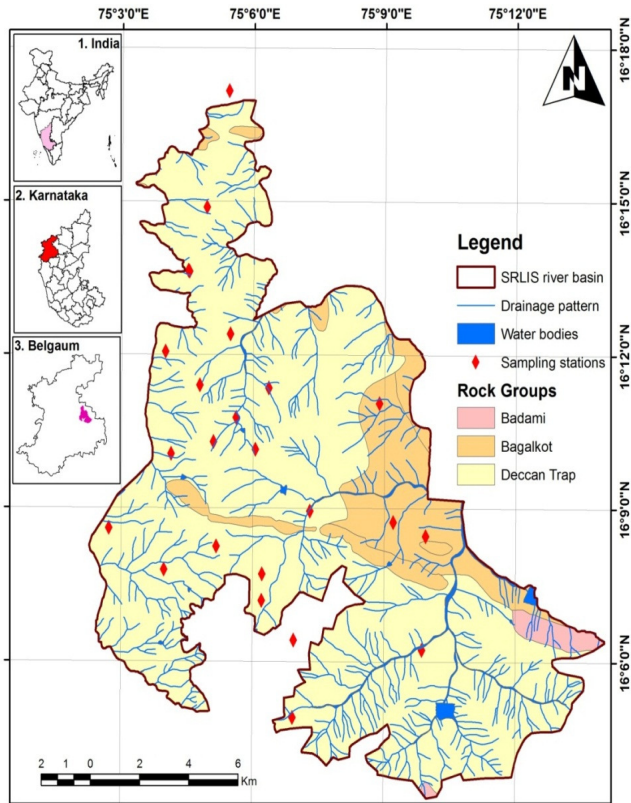 75°3'0"E 75°6'0"E 75°9'0"E 75°12'0"E
1. India
2. Karnataka
3. Belgaum
N
16°18'0"N
16°15'0"N
16°12'0"N
16°9'0"N
16°6'0"N
Legend
SRLIS river basin
Drainage pattern
Water bodies
Sampling stations
Rock Groups
Badami
Bagalkot
Deccan Trap
2 1 0 2 4 6
Km